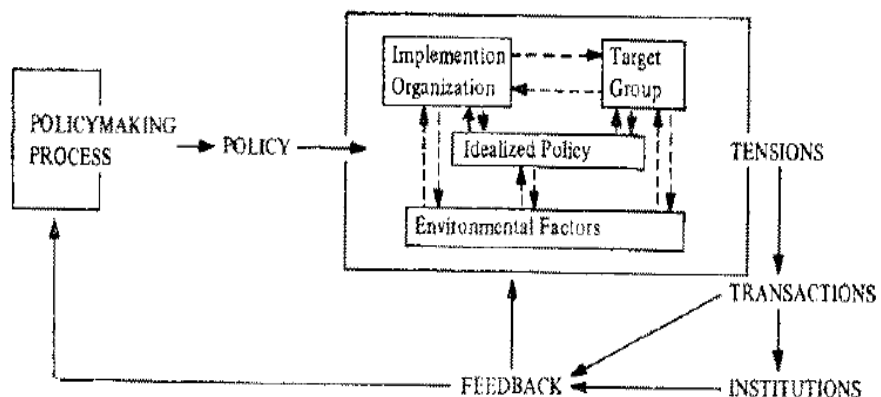 Implemention
Organization
Target
Group
POLICYMAKING
PROCESS
POLICY
Idealized Policy
TENSIONS
Environmental Factors
TRANSACTIONS
FEEDBACK
INSTITUTIONS